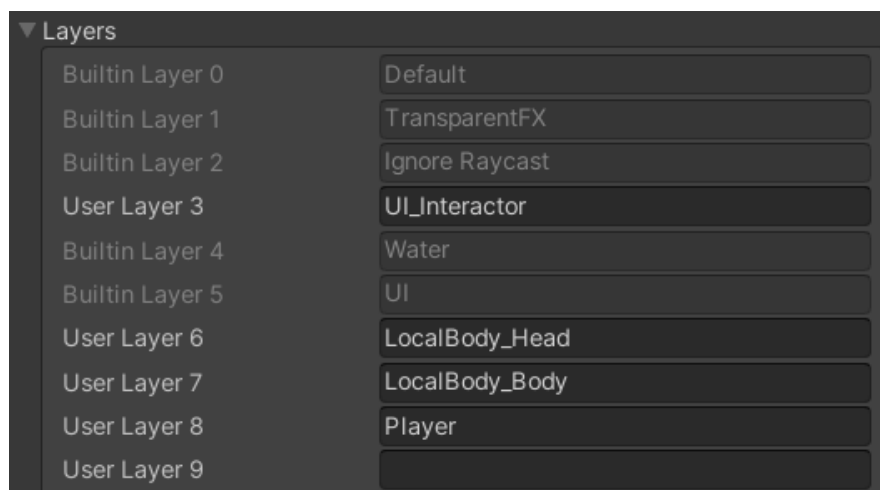 Layers
Builtin Layer 0 Default
Builtin Layer 1 TransparentFX
Builtin Layer 2 Ignore Raycast
User Layer 3 UI_Interactor
Builtin Layer 4 Water
Builtin Layer 5 UI
User Layer 6 LocalBody_Head
User Layer 7 LocalBody_Body
User Layer 8 Player
User Layer 9